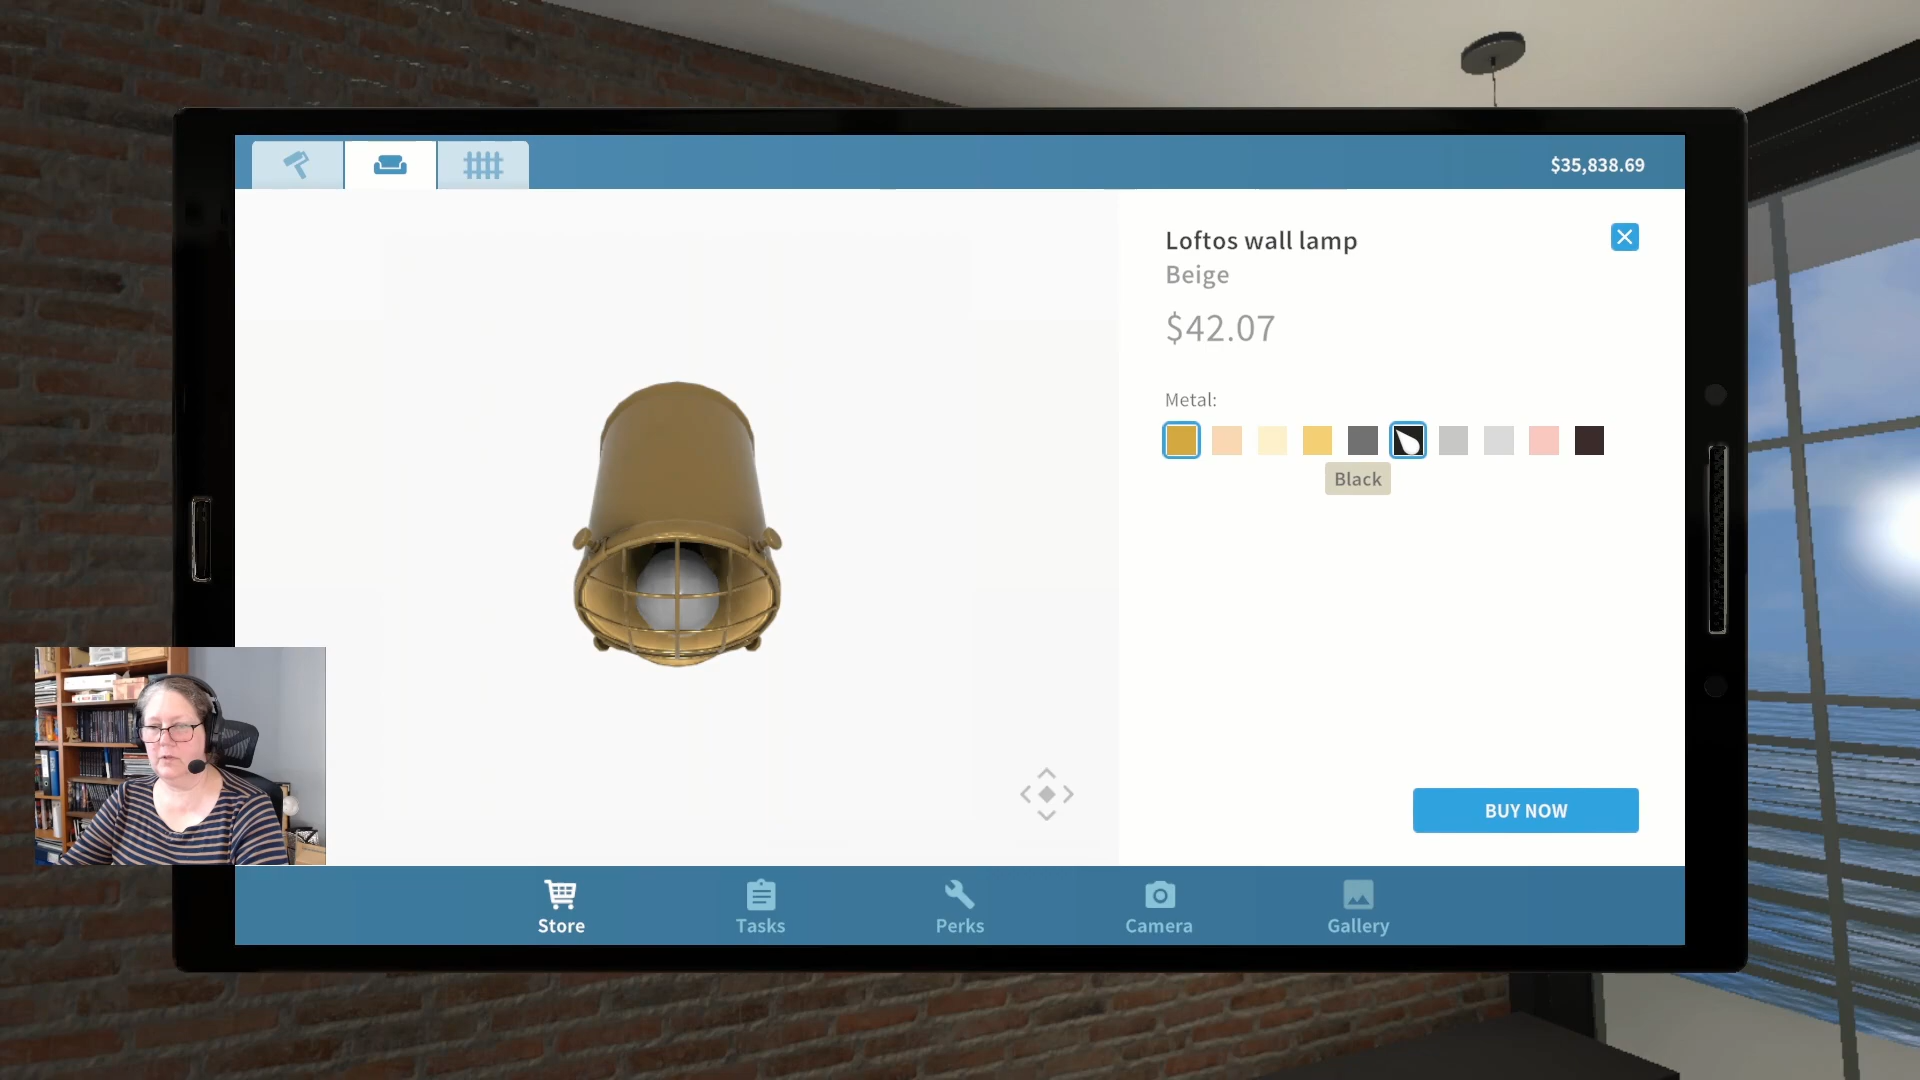 $35,838.69
Loftos wall lamp
Beige
$42.07
Metal:
Black
BUY NOW
Store
Tasks
Perks
Camera
Gallery